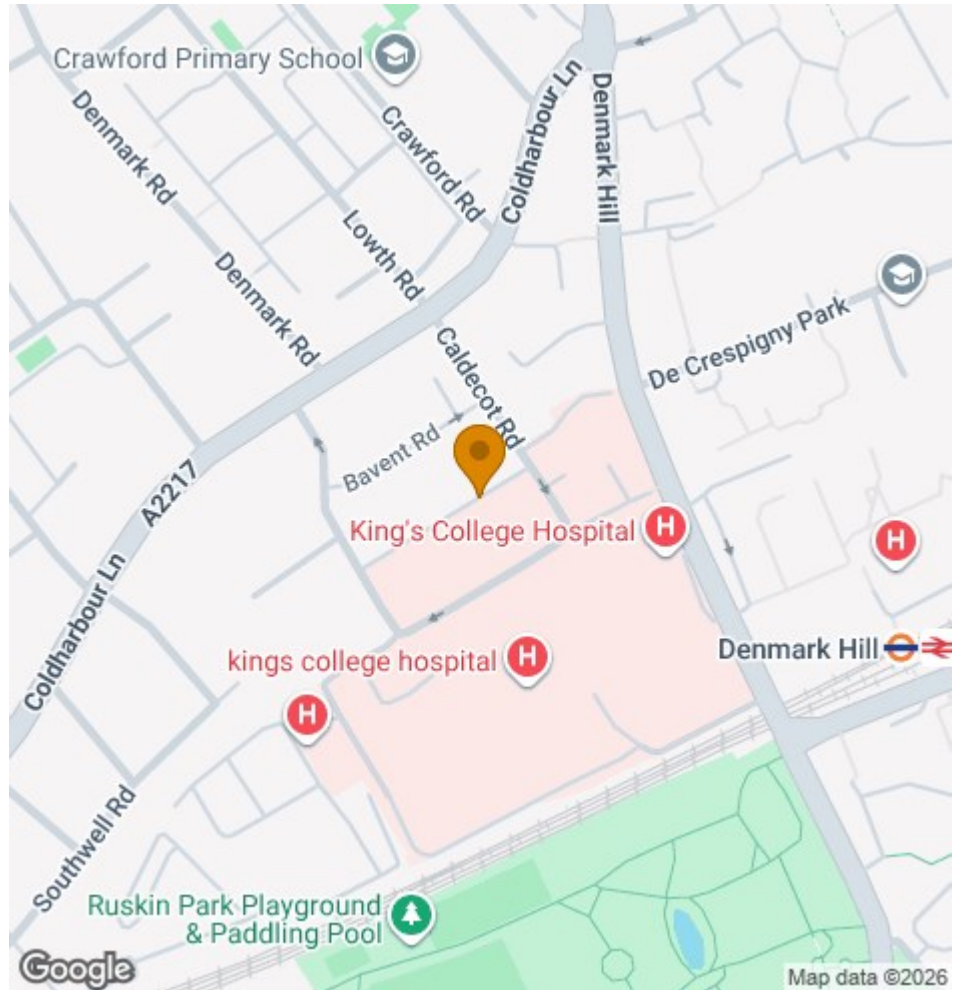 Crawford Primary School
Denmark Rd
Crawford Rd
Coldharbour Ln
Denmark Hill
Lowth Rd
Denmark Rd
Caldecot Rd
De Crespigny Park
Bavent Rd
A2217
King's College Hospital
H
H
Coldharbour Ln
kings college hospital
H
Denmark Hill
H
Southwell Rd
Ruskin Park Playground
& Paddling Pool
Google
Map data ©2026